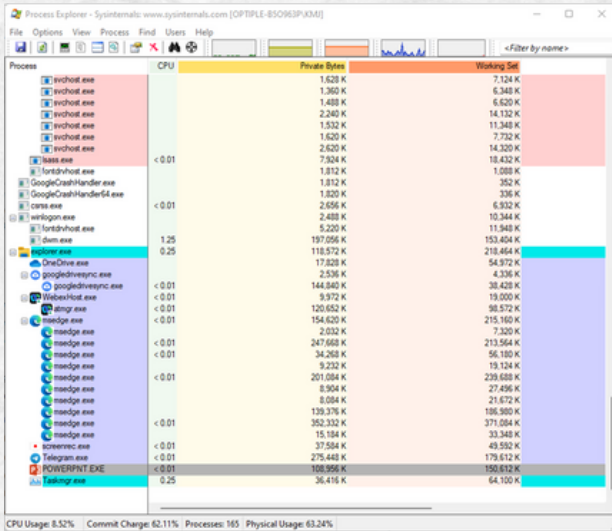 Process Explorer - Sysinternals: www.sysinternals.com [OPTIPLE-B5O963P\KMJ]
File Options View Process Find Users Help
<Filter by name>
Process CPU Private Bytes Working Set
svchost.exe 1,628 K 7,124 K
svchost.exe 1,360 K 6,348 K
svchost.exe 1,488 K 6,620 K
svchost.exe 2,240 K 14,132 K
svchost.exe 1,532 K 11,348 K
svchost.exe 1,620 K 7,732 K
svchost.exe 2,620 K 14,320 K
lsass.exe < 0.01 7,924 K 18,432 K
fontdrvhost.exe 1,812 K 1,088 K
GoogleCrashHandler.exe 1,812 K 352 K
GoogleCrashHandler64.exe 1,820 K 336 K
csrss.exe < 0.01 2,656 K 6,932 K
winlogon.exe 2,488 K 10,344 K
fontdrvhost.exe 5,220 K 11,948 K
dwm.exe 1.25 197,056 K 153,404 K
explorer.exe 0.25 118,572 K 218,464 K
OneDrive.exe 17,828 K 54,972 K
googledrivesync.exe 2,536 K 4,336 K
googledrivesync.exe < 0.01 144,840 K 38,428 K
WebexHost.exe < 0.01 9,972 K 19,000 K
atmgr.exe < 0.01 120,652 K 98,572 K
msedge.exe < 0.01 154,620 K 215,160 K
msedge.exe 2,032 K 7,320 K
msedge.exe < 0.01 247,668 K 213,564 K
msedge.exe < 0.01 34,268 K 56,180 K
msedge.exe 9,232 K 19,124 K
msedge.exe < 0.01 201,084 K 239,688 K
msedge.exe 8,904 K 27,496 K
msedge.exe 8,084 K 21,672 K
msedge.exe 139,376 K 186,980 K
msedge.exe < 0.01 352,332 K 371,084 K
msedge.exe 15,184 K 33,348 K
screenrec.exe < 0.01 37,584 K 49,592 K
Telegram.exe < 0.01 275,448 K 179,612 K
POWERPNT.EXE < 0.01 108,956 K 150,612 K
Taskmgr.exe 0.25 36,416 K 64,100 K
CPU Usage: 8.52% Commit Charge: 62.11% Processes: 165 Physical Usage: 63.24%